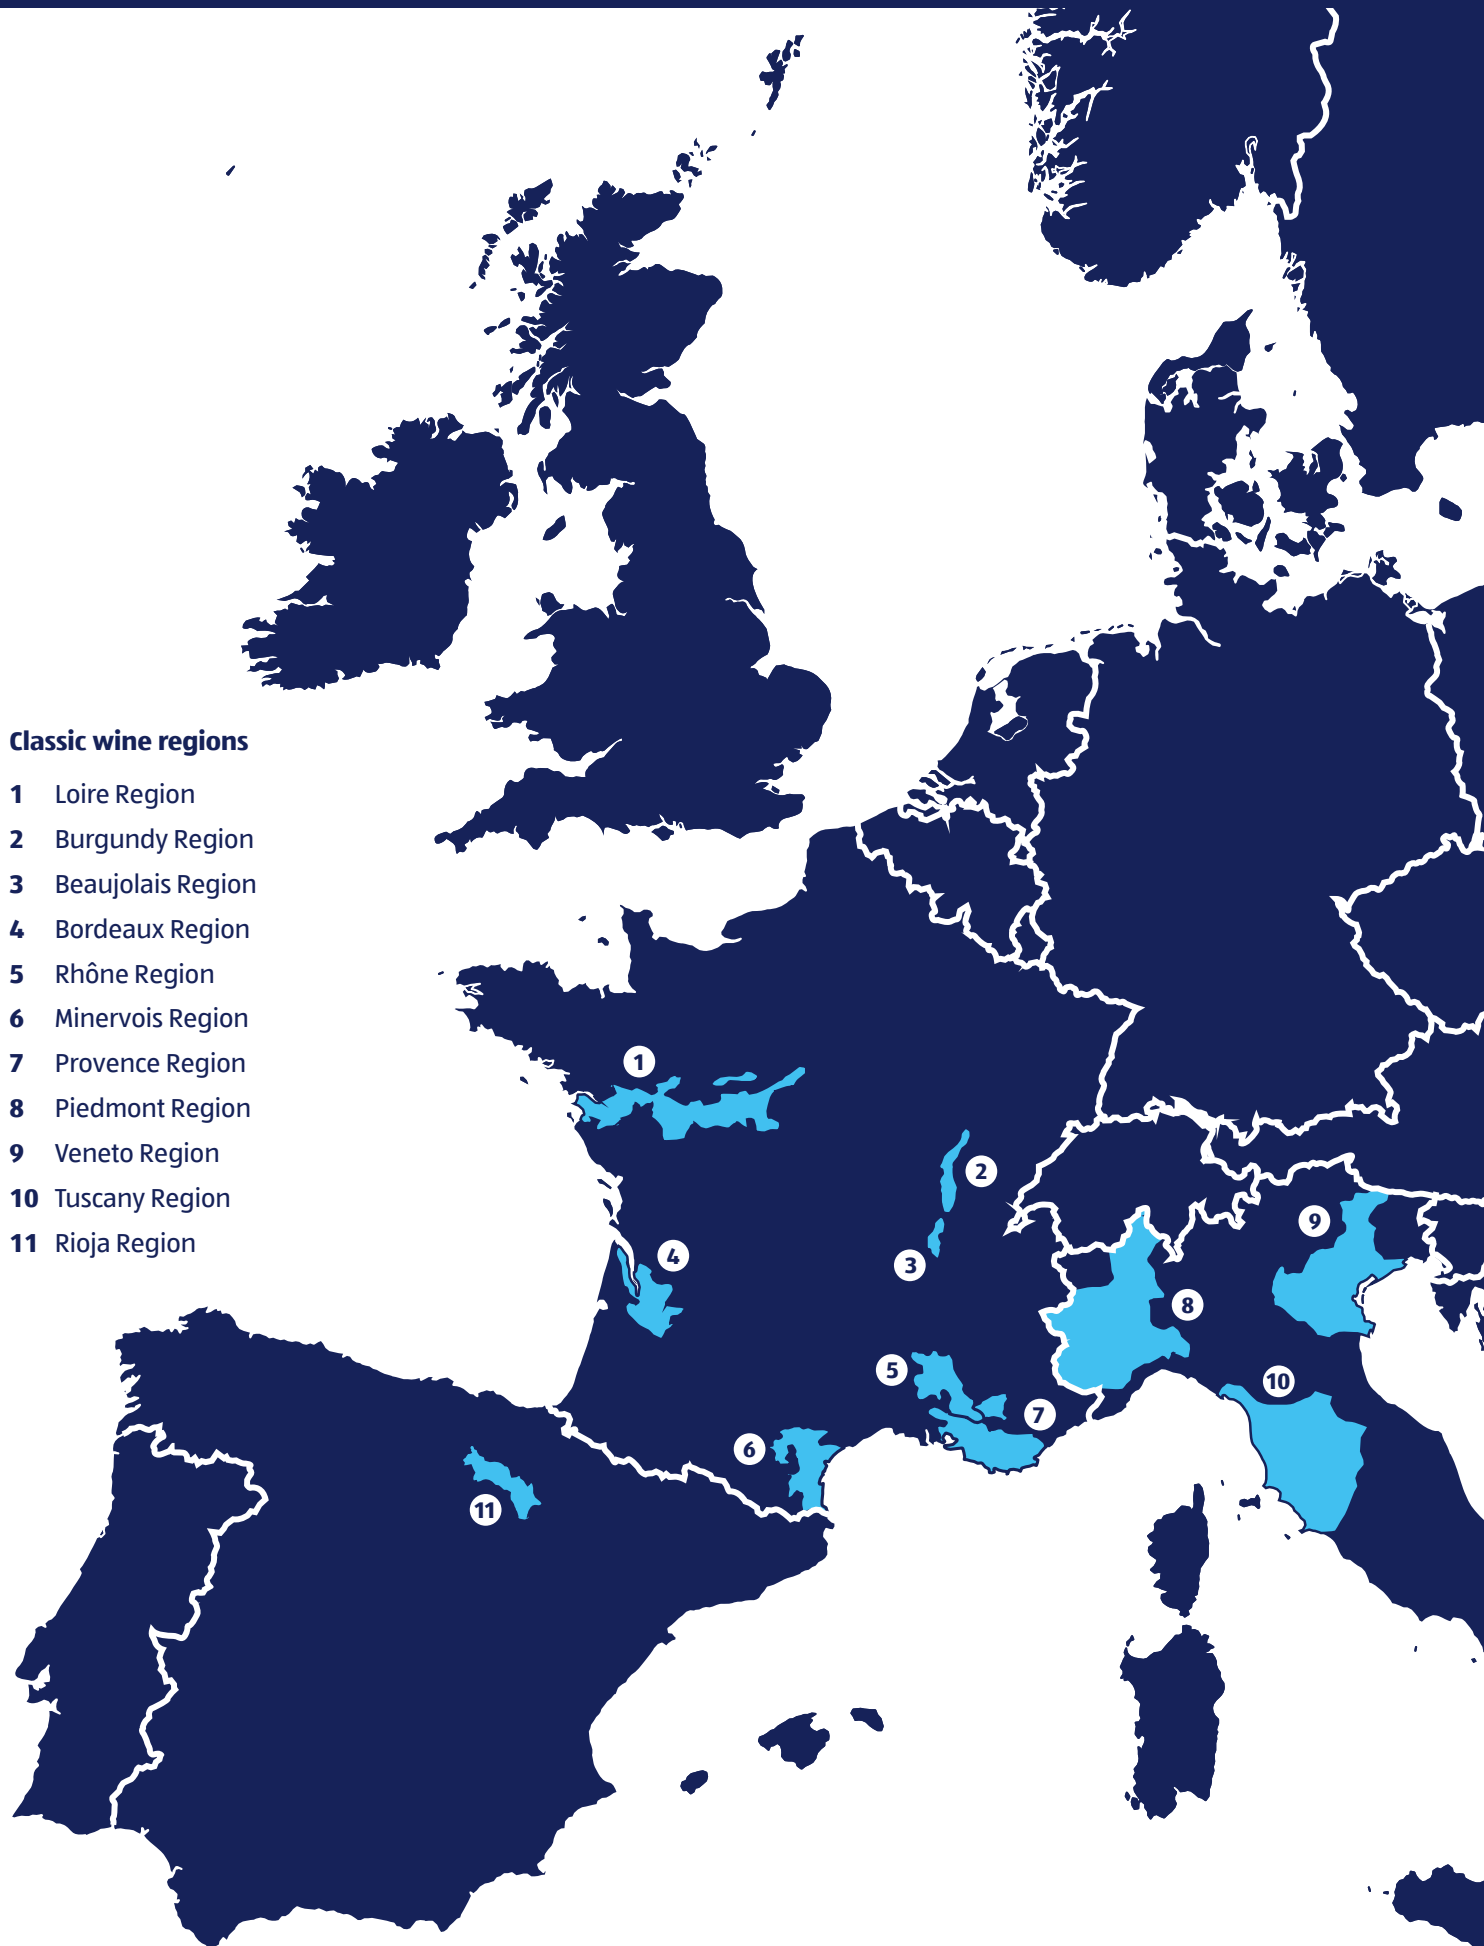 Classic wine regions
1 Loire Region
2 Burgundy Region
3 Beaujolais Region
4 Bordeaux Region
5 Rhône Region
6 Minervois Region
7 Provence Region
8 Piedmont Region
9 Veneto Region
10 Tuscany Region
11 Rioja Region
1
2
9
4
3
8
5
10
7
6
11